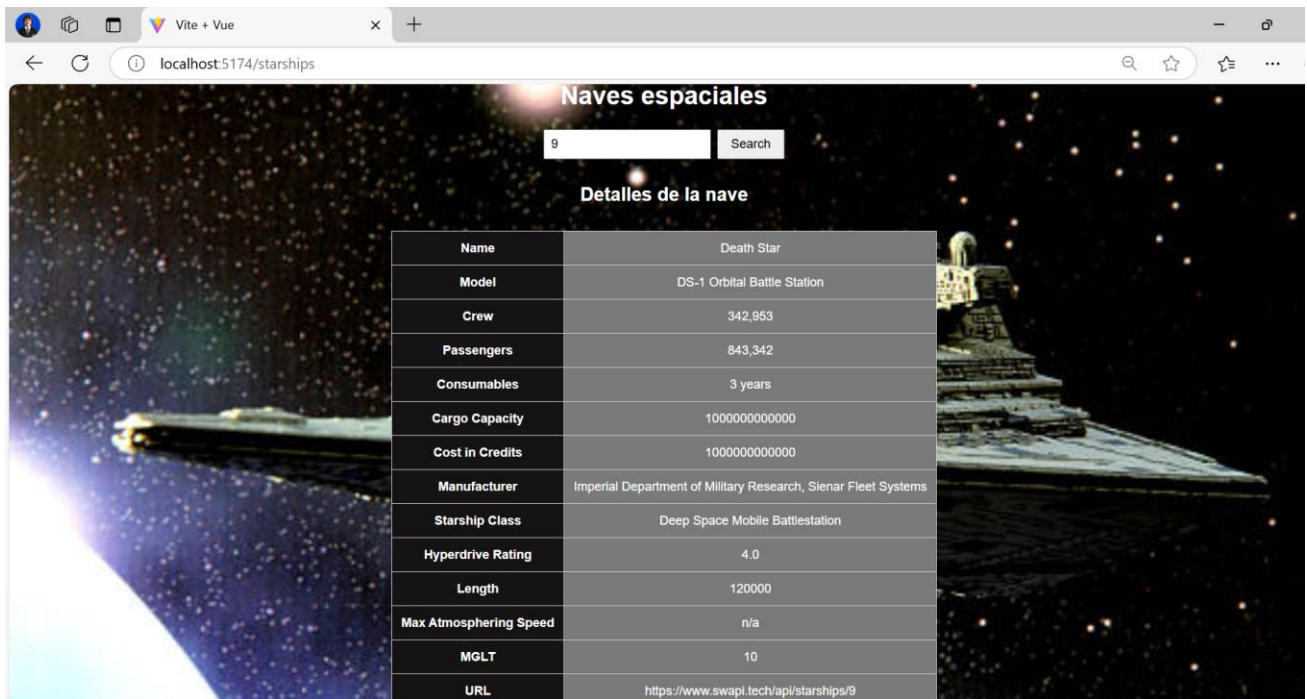 Vite + Vue
localhost:5174/starships
Naves espaciales
9 Search
Detalles de la nave
Name Death Star
Model DS-1 Orbital Battle Station
Crew 342,953
Passengers 843,342
Consumables 3 years
Cargo Capacity 1000000000000
Cost in Credits 1000000000000
Manufacturer Imperial Department of Military Research, Sienar Fleet Systems
Starship Class Deep Space Mobile Battlestation
Hyperdrive Rating 4.0
Length 120000
Max Atmosphering Speed n/a
MGLT 10
URL https://www.swapi.tech/api/starships/9